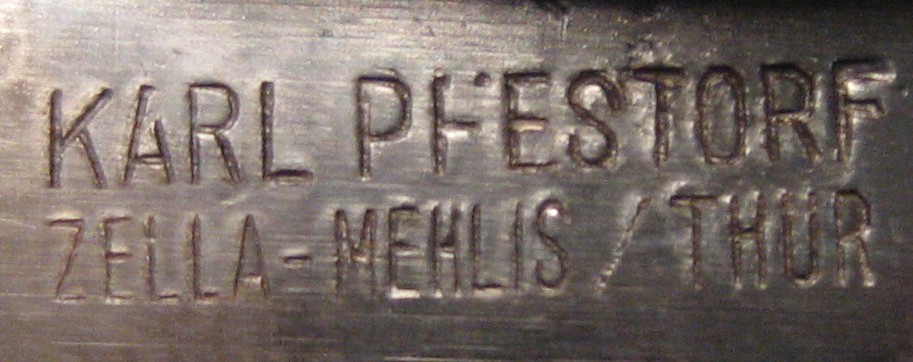 KARL PFESTORF
ZELLA-MEHLIS / THÜR